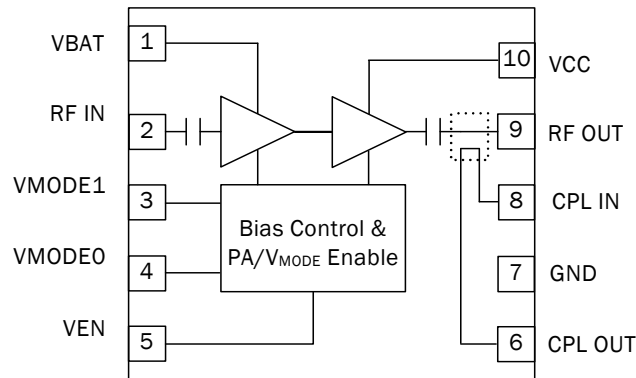 VBAT
1
RF IN
2
VMODE1
3
VMODE0
4
VEN
5
Bias Control &
PA/VMODE Enable
10
VCC
9
RF OUT
8
CPL IN
7
GND
6
CPL OUT